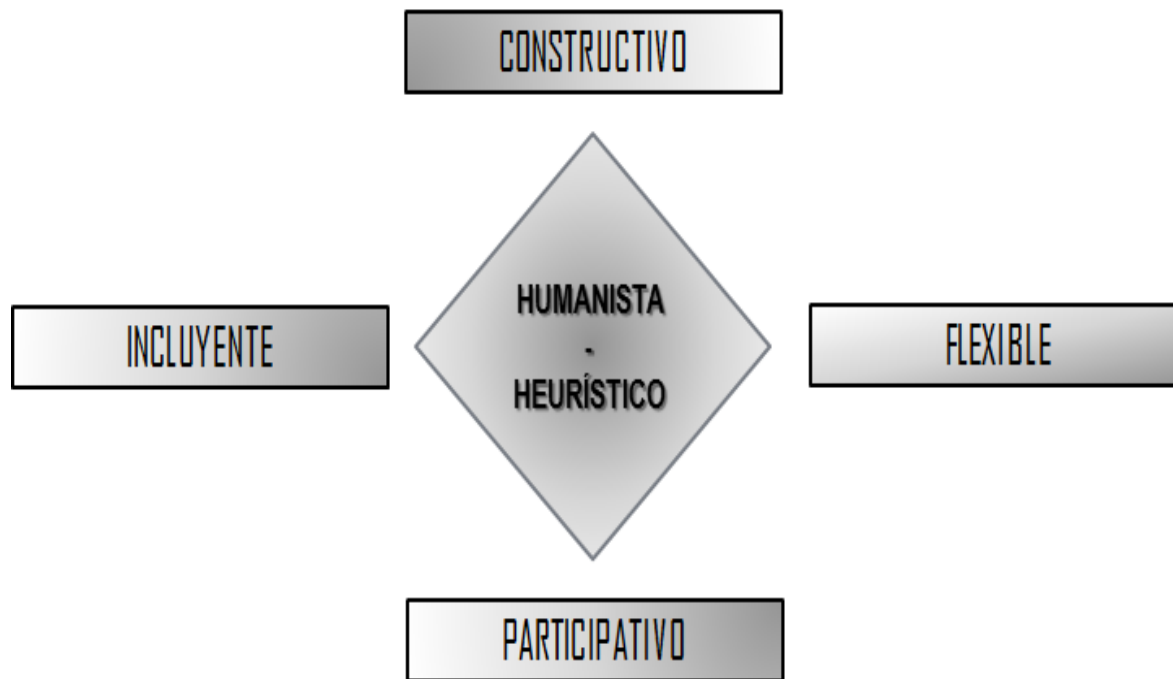 CONSTRUCTIVO
HUMANISTA
-
HEURÍSTICO
INCLUYENTE
FLEXIBLE
PARTICIPATIVO